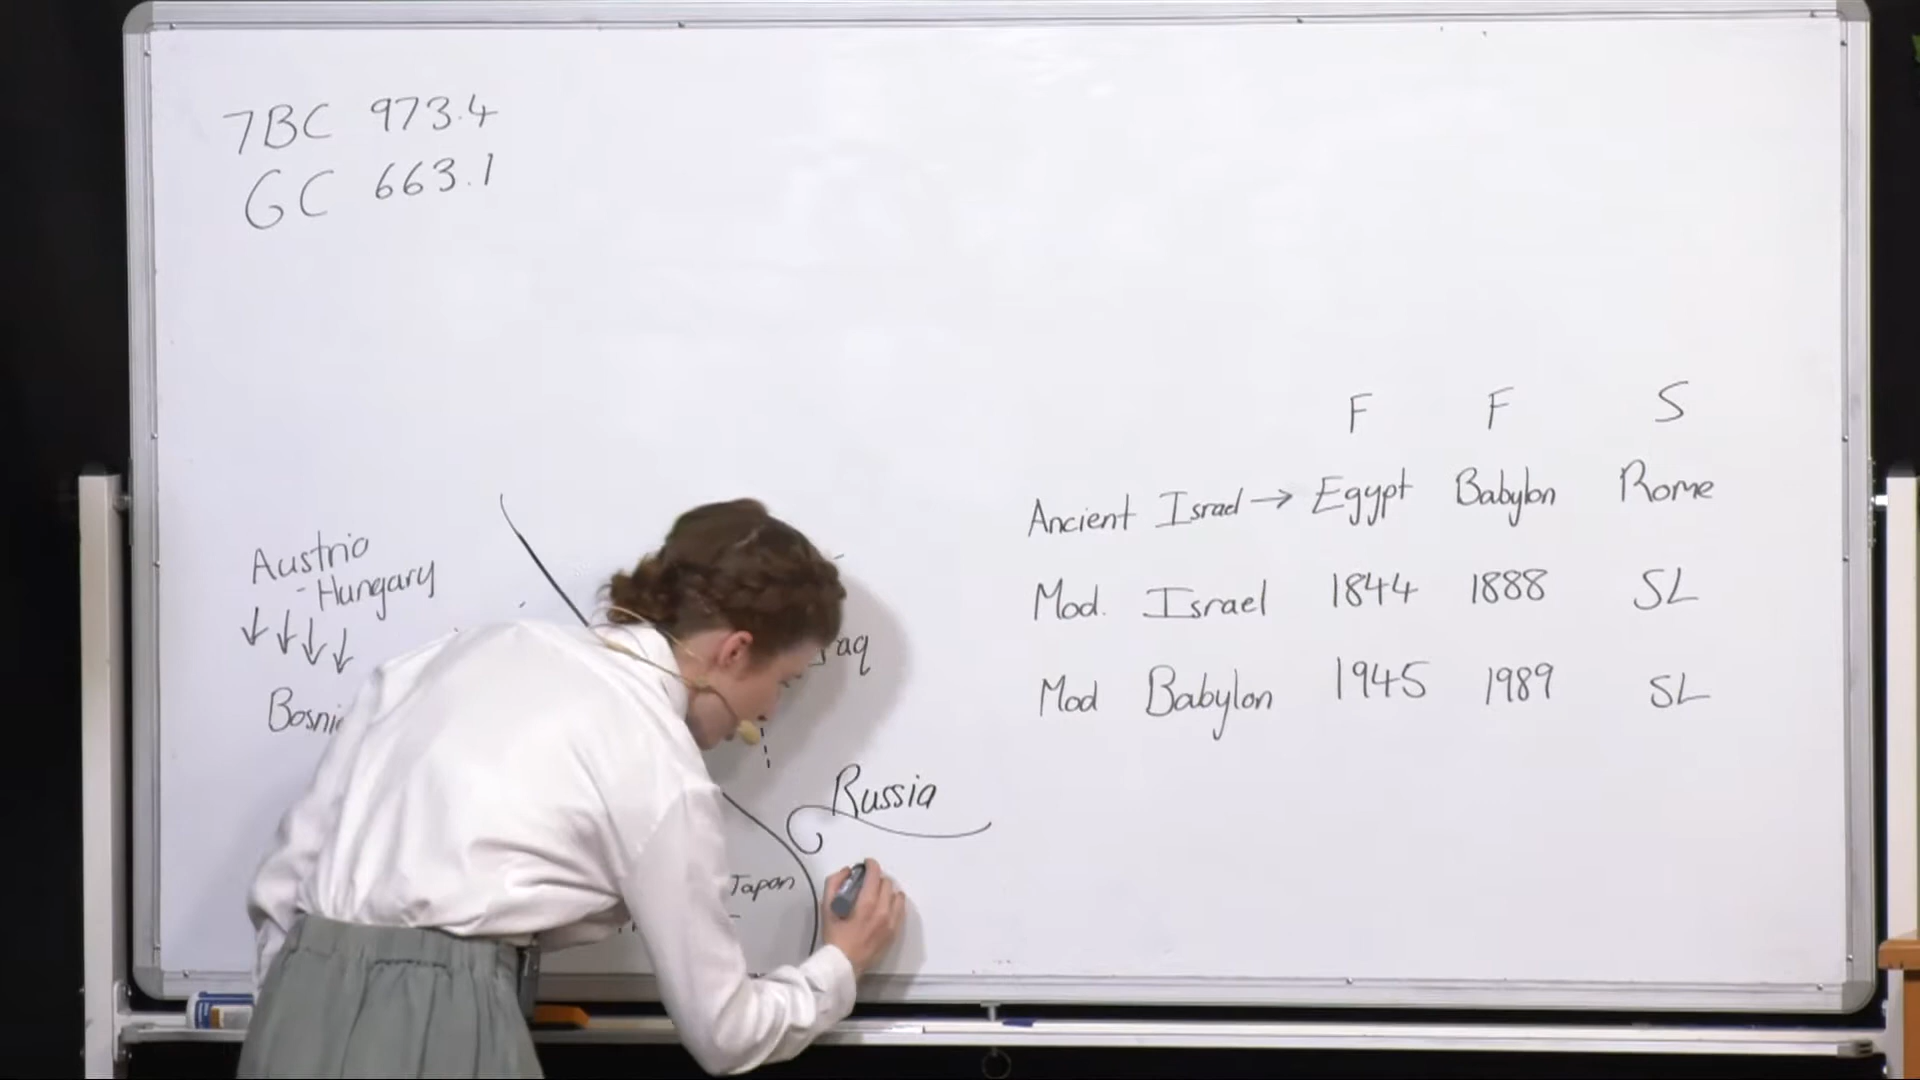 7BC 973.4
GC 663.1
F F S
Ancient Israel → Egypt Babylon Rome
Mod. Israel 1844 1888 SL
Mod Babylon 1945 1989 SL
Austria
-Hungary
↓ ↓ ↓ ↓
Russia
Japan